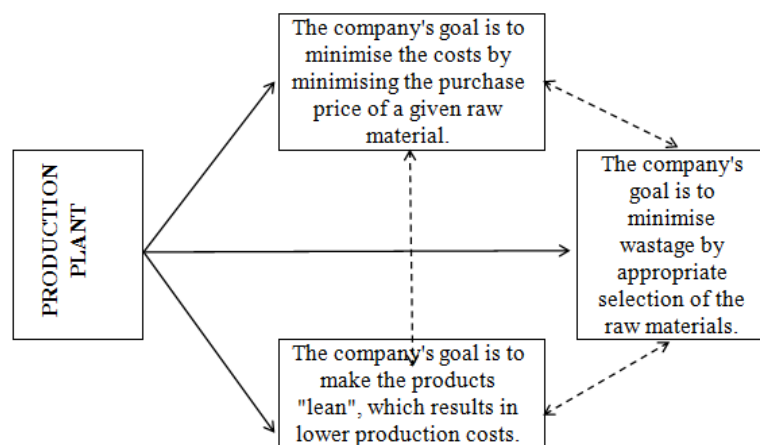 The company's goal is to
minimise the costs by
minimising the purchase
price of a given raw
material.
PRODUCTION
PLANT
The company's
goal is to
minimise
wastage by
appropriate
selection of the
raw materials.
The company's goal is to
make the products
"lean", which results in
lower production costs.